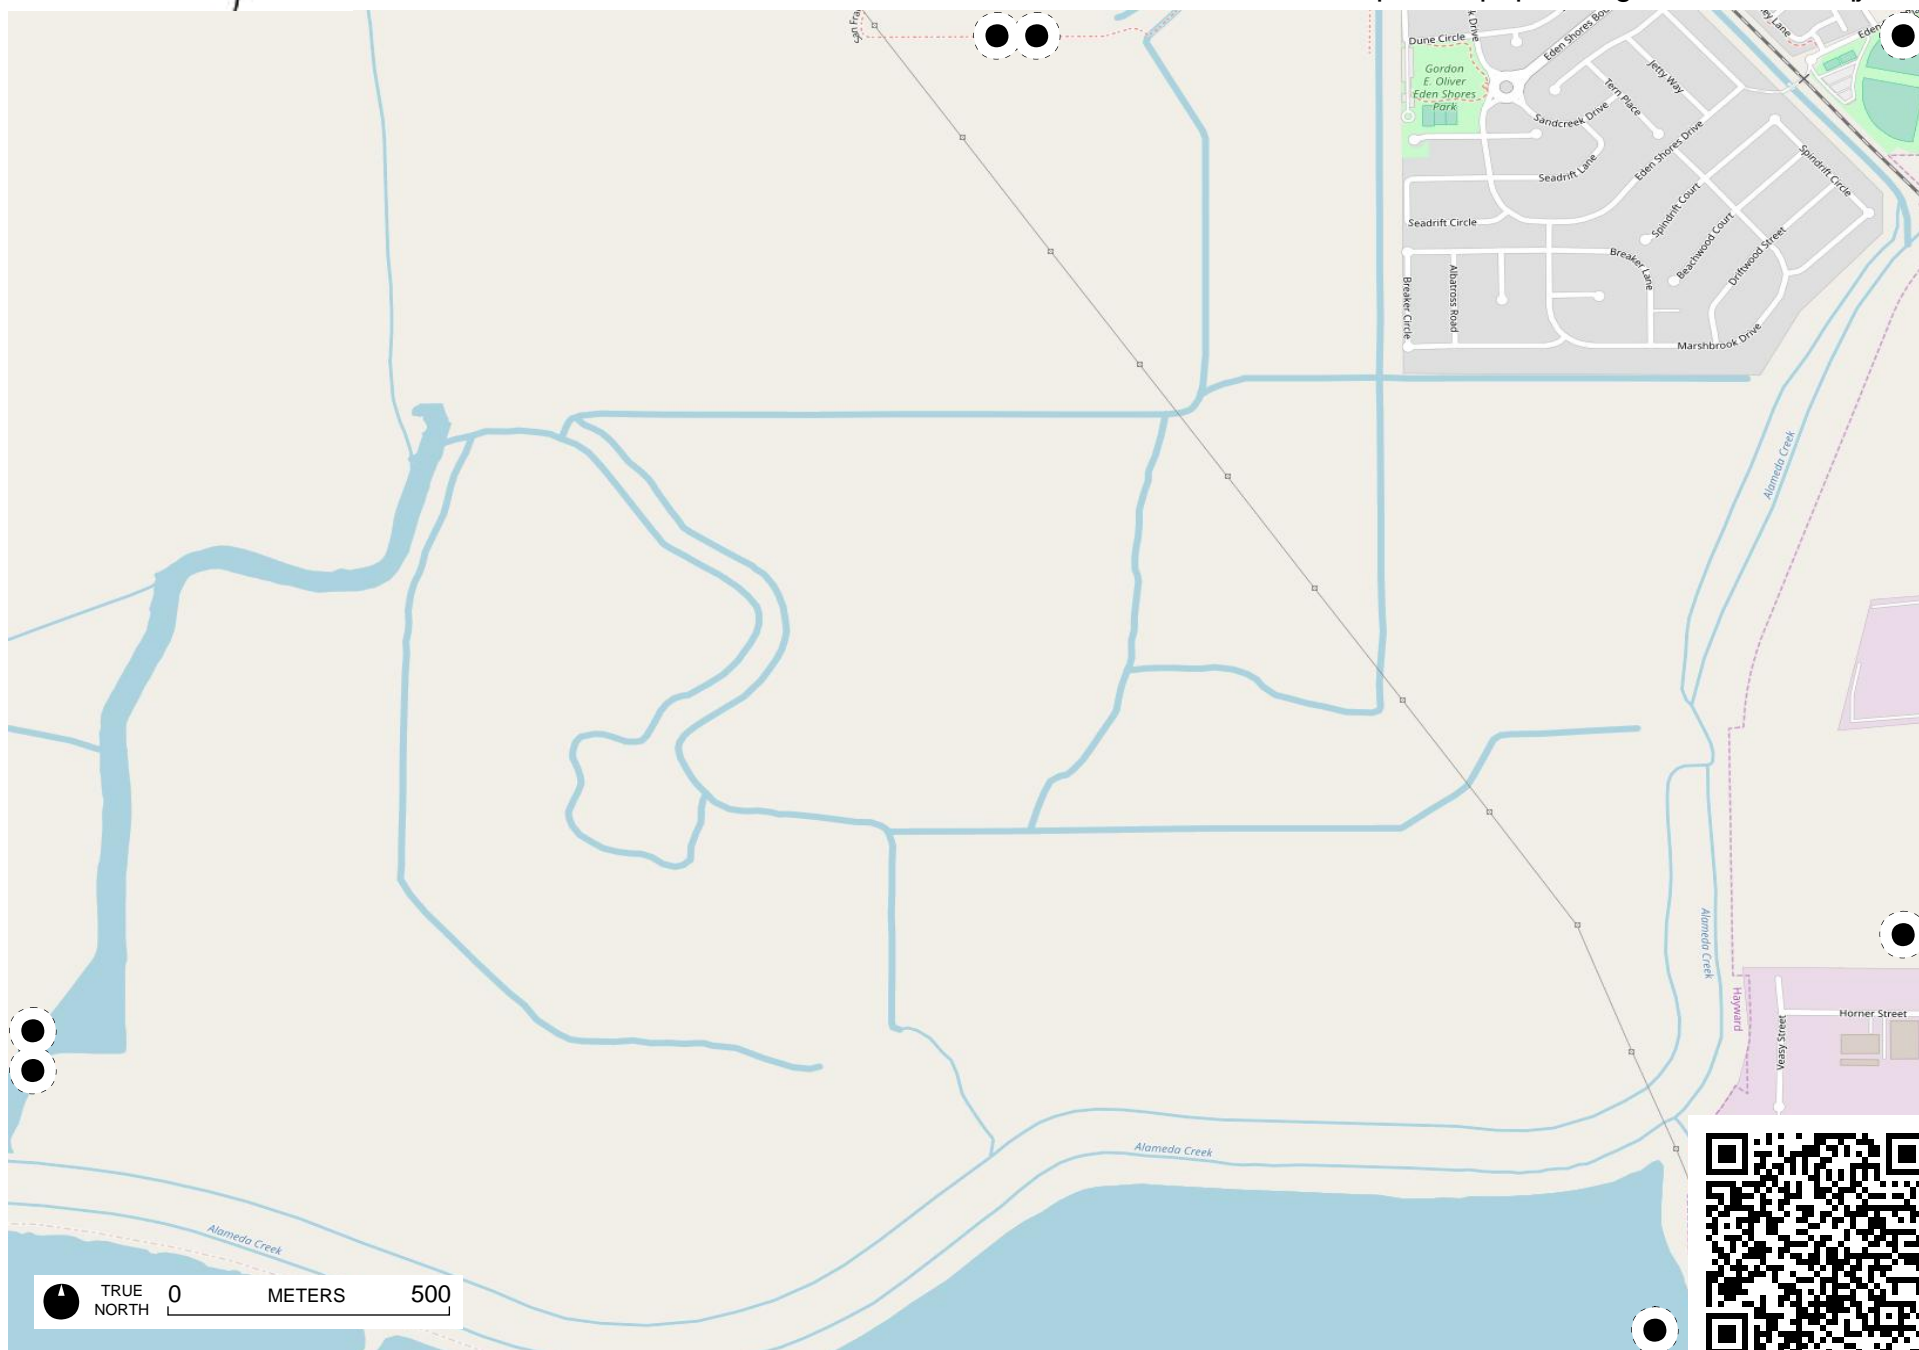 Dune Circle
Eden Shores Bou
Gordon
E. Oliver
Eden Shores
Park
Jetty Way
Tern Place
Sandcreek Drive
Eden Shores Drive
Seadrift Lane
Spindrift Circle
Spindrift Court
Seadrift Circle
Beachwood Court
Driftwood Street
Breaker Lane
Albatross Road
Breaker Circle
Marshbrook Drive
Alameda Creek
Alameda Creek
Hayward
Horner Street
Veasy Street
Alameda Creek
Alameda Creek
TRUE
NORTH
0 METERS 500